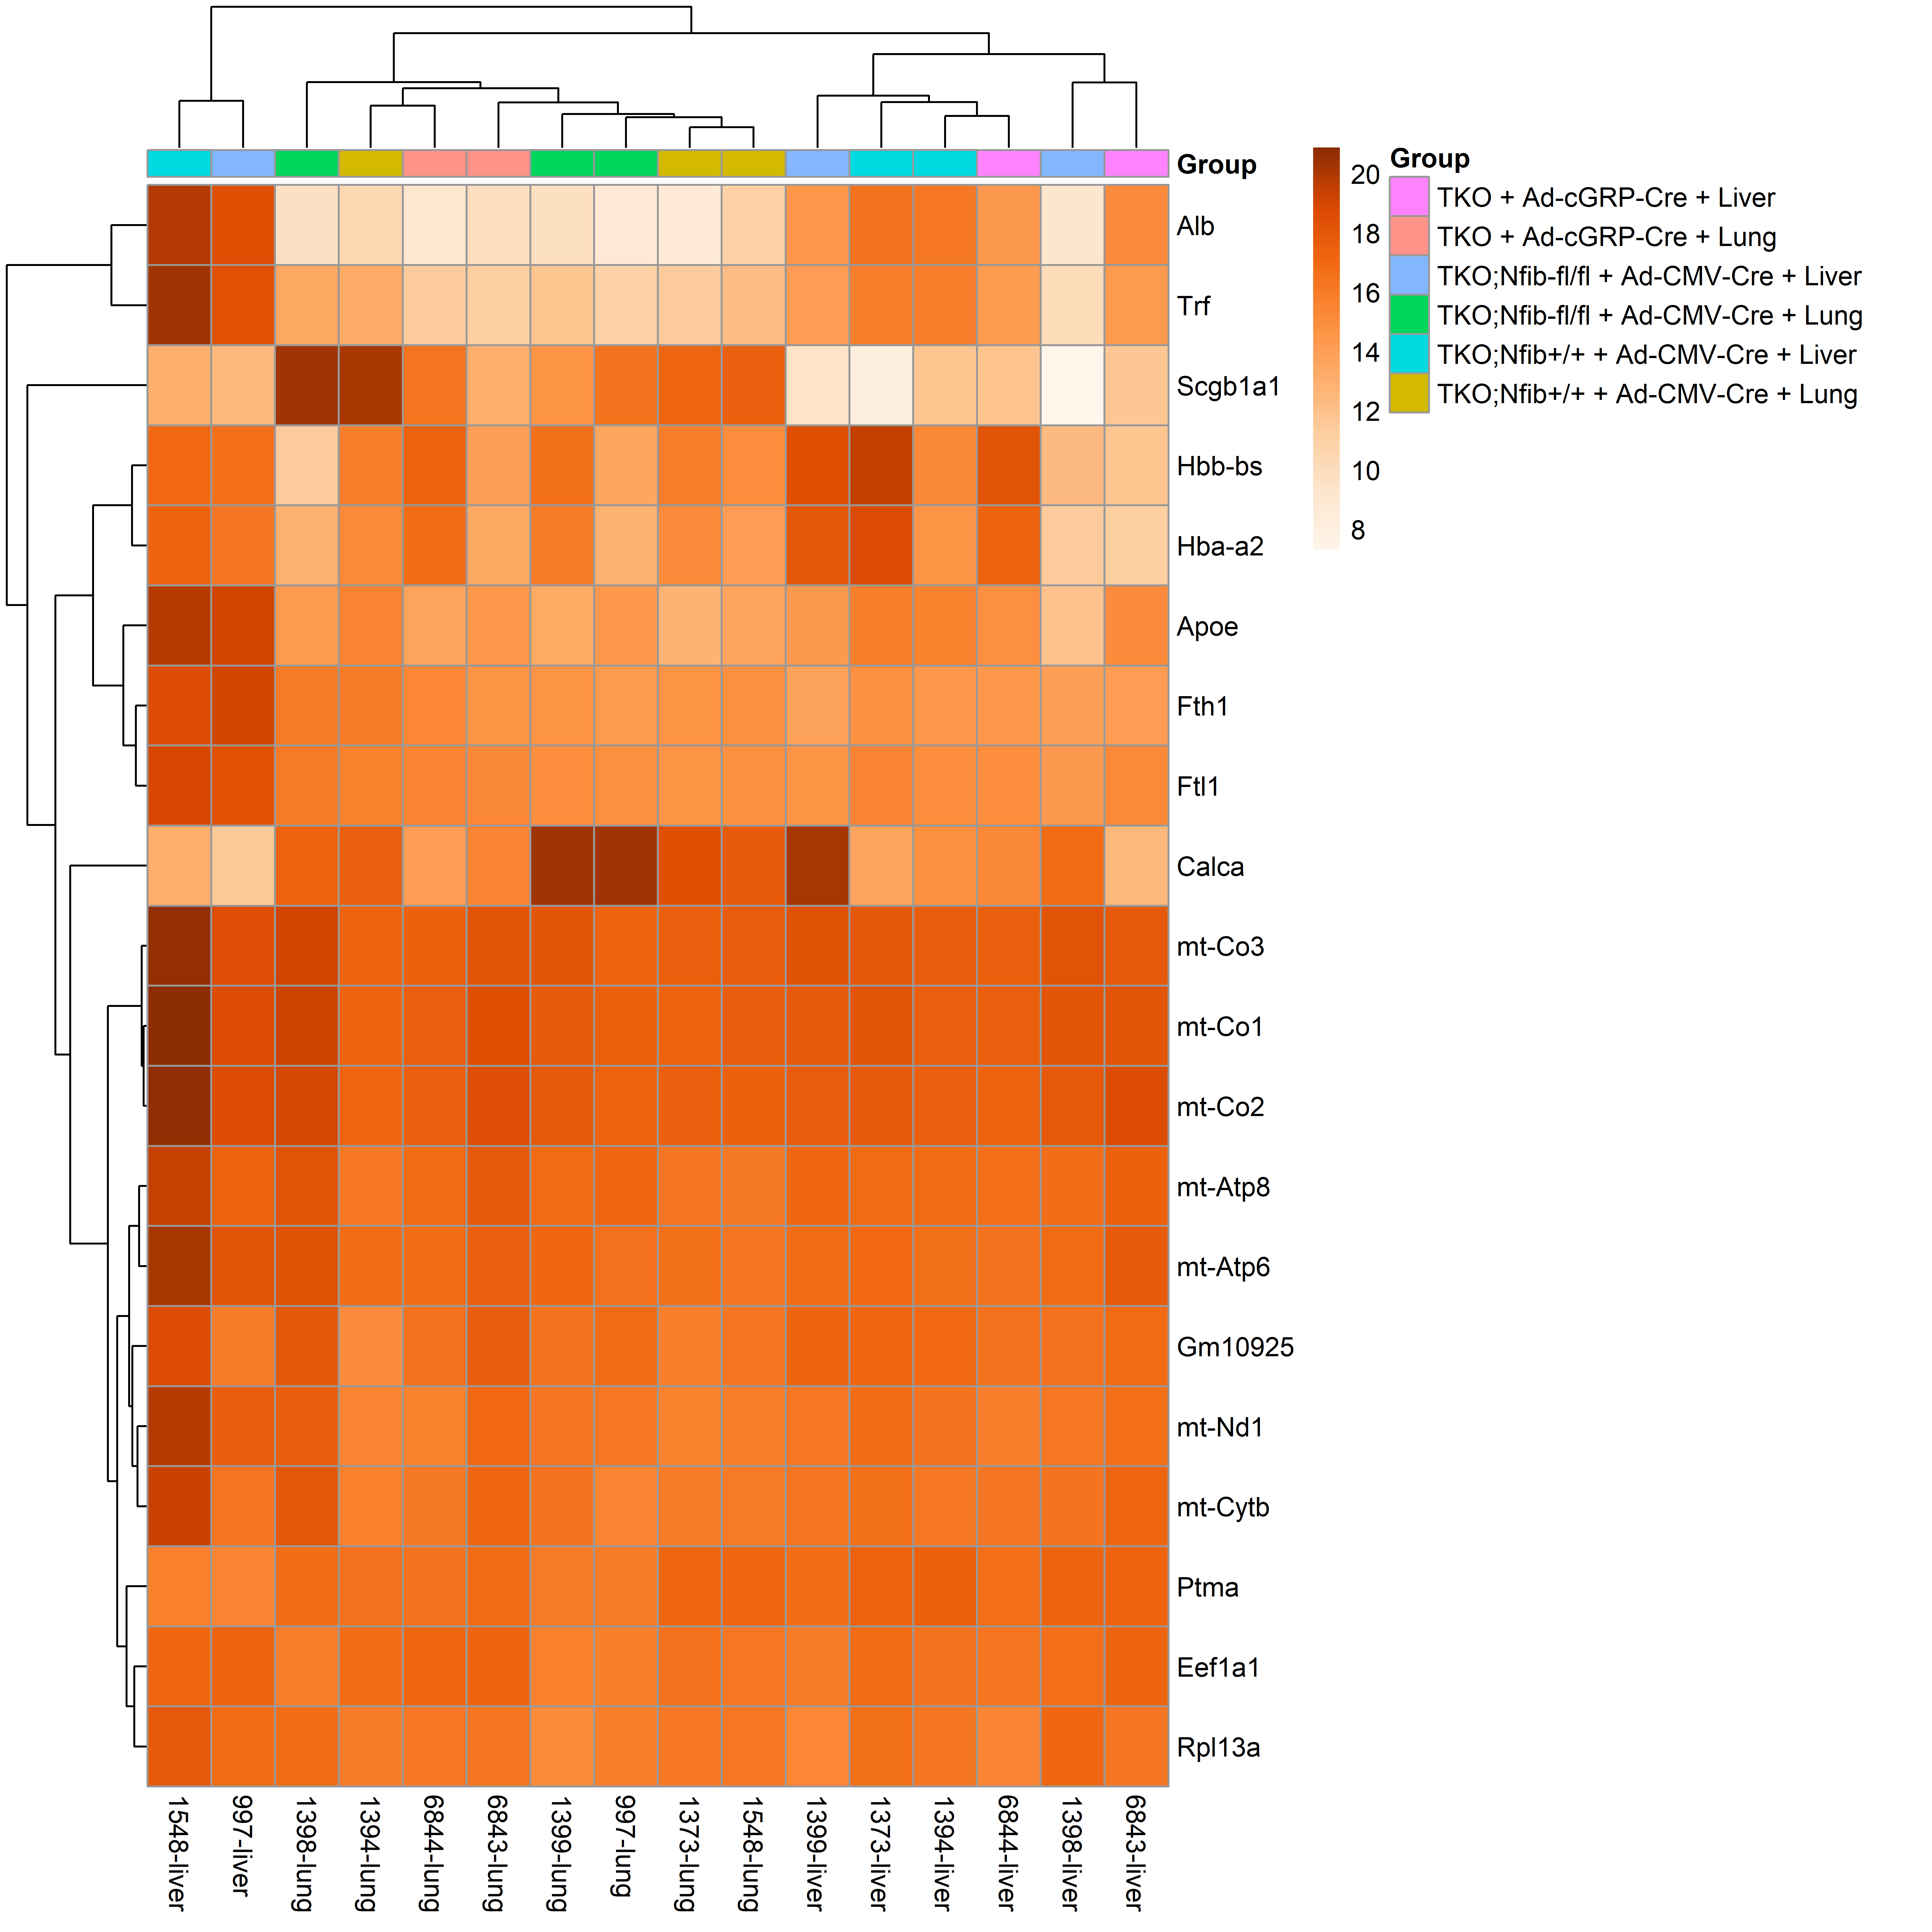 Group
Alb
Trf
Scgb1a1
Hbb-bs
Hba-a2
Apoe
Fth1
Ftl1
Calca
mt-Co3
mt-Co1
mt-Co2
mt-Atp8
mt-Atp6
Gm10925
mt-Nd1
mt-Cytb
Ptma
Eef1a1
Rpl13a
1548-liver
997-liver
1398-lung
1394-lung
6844-lung
6843-lung
1399-lung
997-lung
1373-lung
1548-lung
1399-liver
1373-liver
1394-liver
6844-liver
1398-liver
6843-liver
20
18
16
14
12
10
8
Group
TKO + Ad-cGRP-Cre + Liver
TKO + Ad-cGRP-Cre + Lung
TKO;Nfib-fl/fl + Ad-CMV-Cre + Liver
TKO;Nfib-fl/fl + Ad-CMV-Cre + Lung
TKO;Nfib+/+ + Ad-CMV-Cre + Liver
TKO;Nfib+/+ + Ad-CMV-Cre + Lung